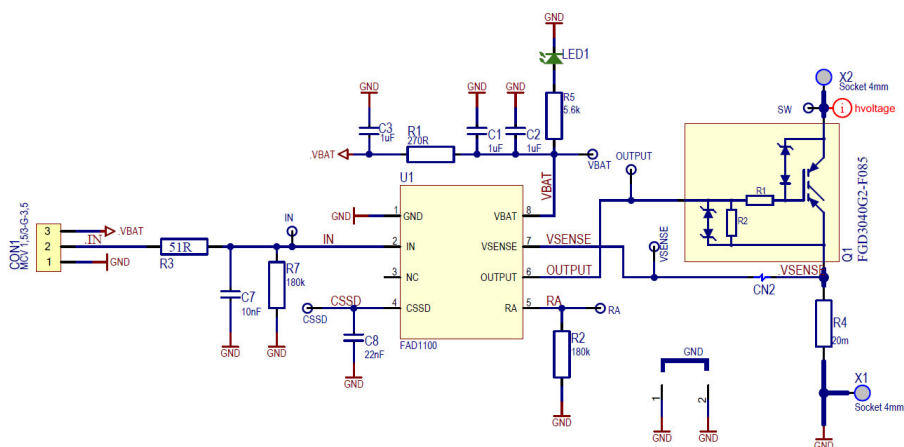 GND
LED1
X2
Socket 4mm
GND
GND
GND
R5
5.6k
SW
hvoltage
C3
1uF
R1
270R
C1
1uF
C2
1uF
.VBAT
VBAT
OUTPUT
VBAT
U1
R1
R2
GND
1
GND
VBAT
8
CON1
MCV 1,5/3-G-3,5
3
2
1
.VBAT
.IN
GND
51R
R3
IN
IN
2
IN
VSENSE
7
VSENSE
VSENSE
Q1
FGD3040G2-F085
R7
180k
3
NC
OUTPUT
6
OUTPUT
.VSENSE
CN2
C7
10nF
CSSD
CSSD
4
CSSD
RA
5
RA
RA
C8
22nF
FAD1100
R2
180k
R4
20m
GND
GND
GND
GND
GND
1
2
GND
GND
X1
Socket 4mm
GND